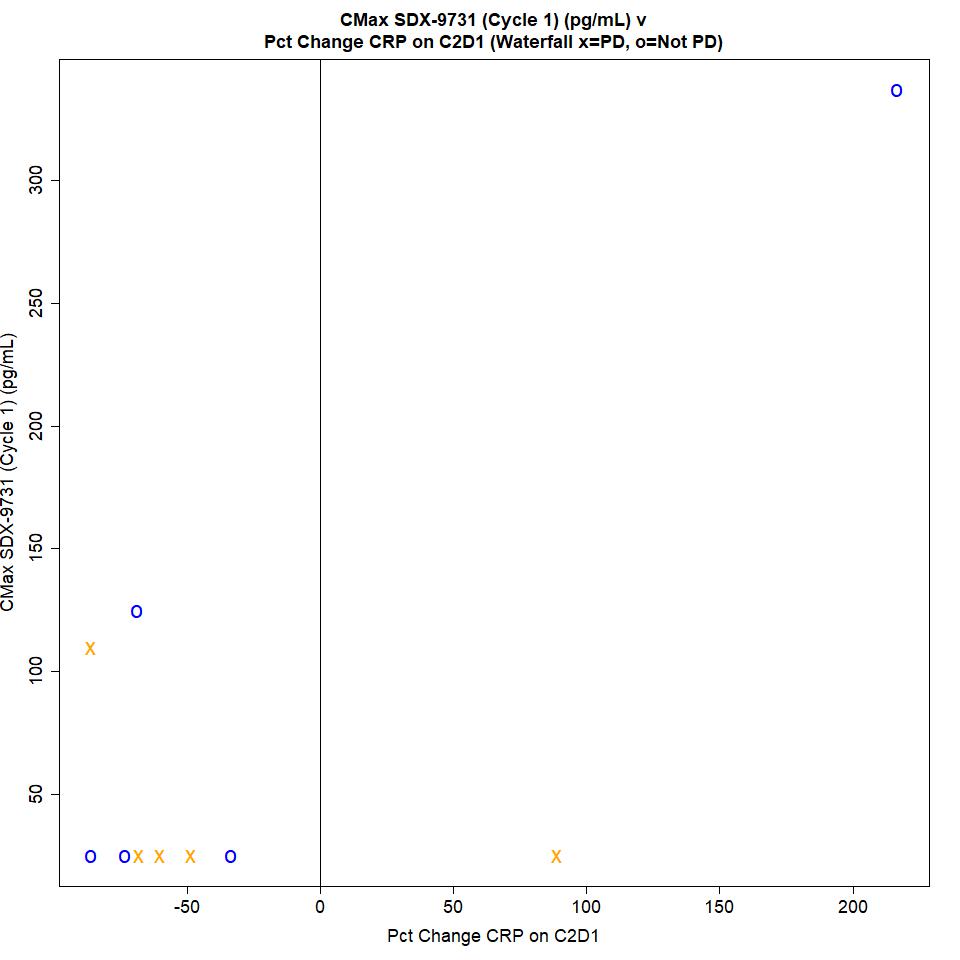 CMax SDX-9731 (Cycle 1) (pg/mL) v
Pct Change CRP on C2D1 (Waterfall x=PD, o=Not PD)
CMax SDX-9731 (Cycle 1) (pg/mL)
300
250
200
150
100
50
o
o
x
o
o
x
x
x
o
x
-50
0
50
100
150
200
Pct Change CRP on C2D1